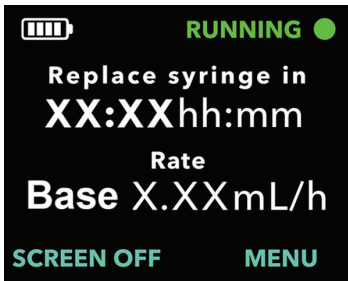 RUNNING
Replace syringe in
XX:XXhh:mm
Rate
Base X.XXmL/h
SCREEN OFF MENU